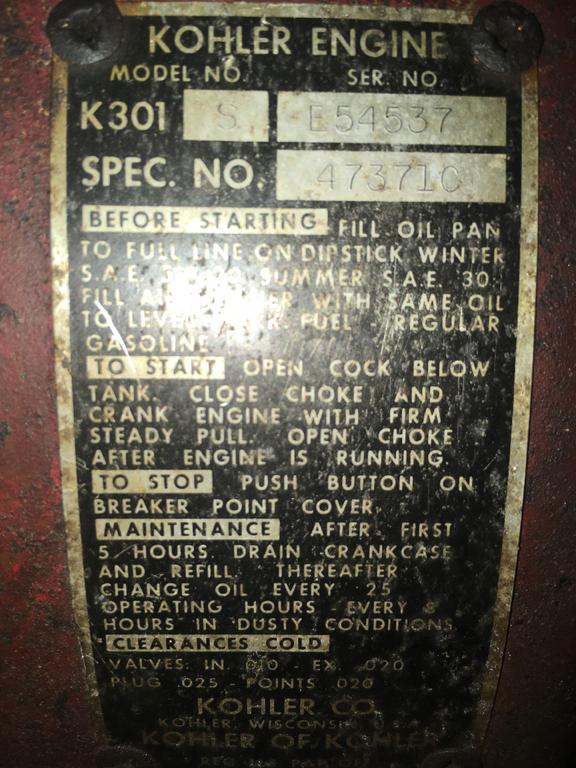 KOHLER ENGINE
MODEL NO. SER. NO.
K301 S E54537
SPEC. NO. 47371C
BEFORE STARTING FILL OIL PAN
TO FULL LINE ON DIPSTICK WINTER
S.A.E. SUMMER S.A.E. 30.
FILL WITH SAME OIL
TO FUEL - REGULAR
GASOLINE
TO START OPEN COCK BELOW
TANK. CLOSE CHOKE AND
CRANK ENGINE WITH FIRM
STEADY PULL. OPEN CHOKE
AFTER ENGINE IS RUNNING.
TO STOP PUSH BUTTON ON
BREAKER POINT COVER.
MAINTENANCE AFTER FIRST
5 HOURS DRAIN CRANKCASE
AND REFILL. THEREAFTER
CHANGE OIL EVERY 25
OPERATING HOURS - EVERY 8
HOURS IN DUSTY CONDITIONS.
CLEARANCES COLD
VALVES: IN. - EX. .020
PLUG .025 - POINTS .020
KOHLER CO.
KOHLER, WISCONSIN U.S.A.
KOHLER OF KOHLER